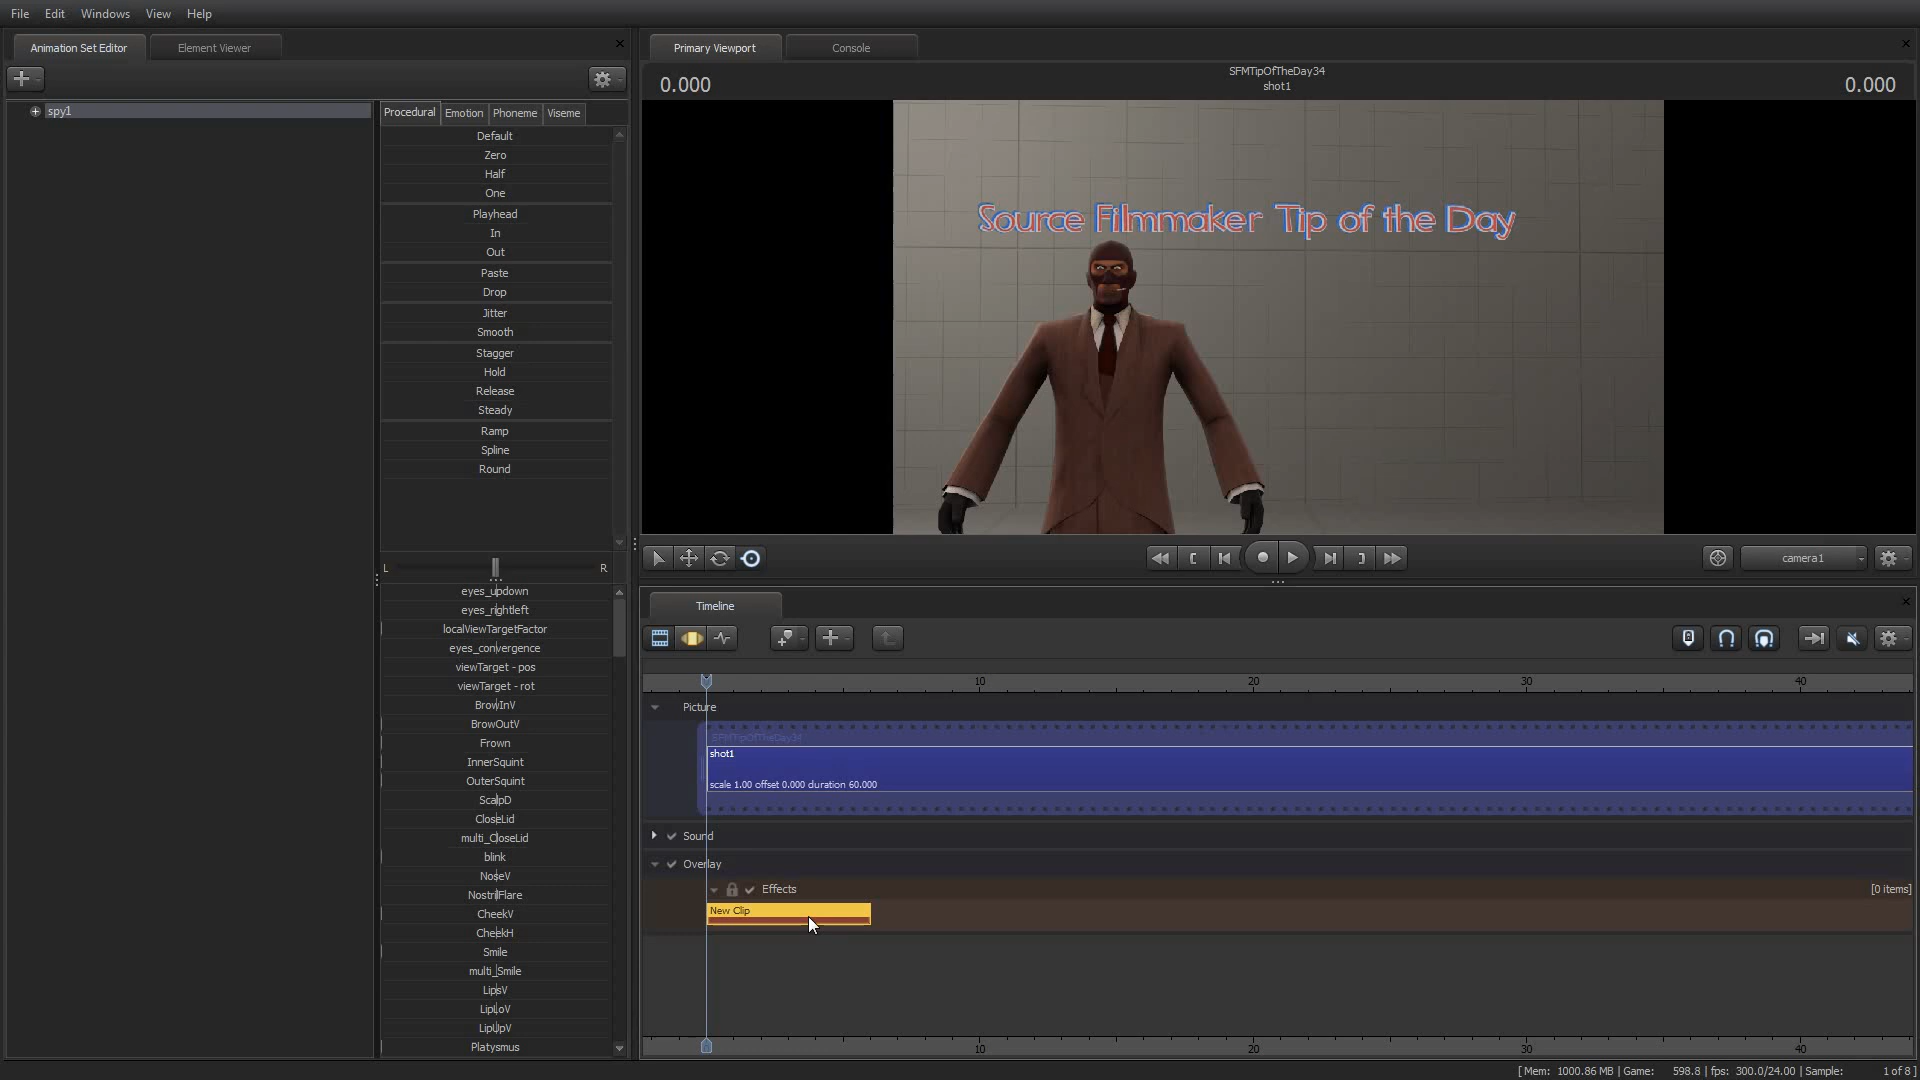 File Edit Windows View Help
Animation Set Editor Element Viewer
spy1
Procedural Emotion Phoneme Viseme
Default
Zero
Half
One
Playhead
In
Out
Paste
Drop
Jitter
Smooth
Stagger
Hold
Release
Steady
Ramp
Spline
Round
L R
eyes_updown
eyes_rightleft
localViewTargetFactor
eyes_convergence
viewTarget - pos
viewTarget - rot
BrowInV
BrowOutV
Frown
InnerSquint
OuterSquint
ScalpD
CloseLid
multi_CloseLid
blink
NoseV
NostrilFlare
CheekV
CheekH
Smile
multi_Smile
LipsV
LipLoV
LipUpV
Platysmus
Primary Viewport Console
0.000 SFMTipOfTheDay34 0.000
shot1
Source Filmmaker Tip of the Day
camera1
Timeline
10 20 30 40
Picture
SFMTipOfTheDay34
shot1
scale 1.00 offset 0.000 duration 60.000
Sound
Overlay
Effects [0 items]
New Clip
10 20 30 40
[ Mem: 1000.86 MB | Game: 598.8 | fps: 300.0/24.00 | Sample: 1 of 8 ]